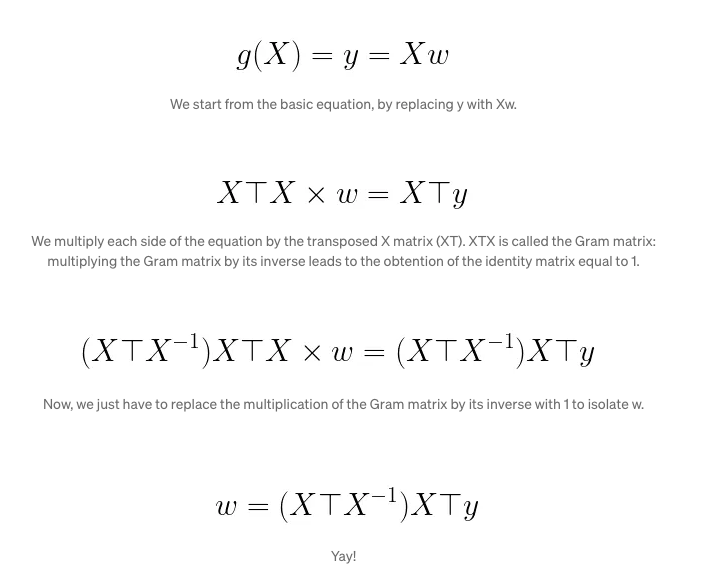 g(X) = y = Xw
We start from the basic equation, by replacing y with Xw.
X⊤X × w = X⊤y
We multiply each side of the equation by the transposed X matrix (XT). XTX is called the Gram matrix:
multiplying the Gram matrix by its inverse leads to the obtention of the identity matrix equal to 1.
(X⊤X⁻¹)X⊤X × w = (X⊤X⁻¹)X⊤y
Now, we just have to replace the multiplication of the Gram matrix by its inverse with 1 to isolate w.
w = (X⊤X⁻¹)X⊤y
Yay!